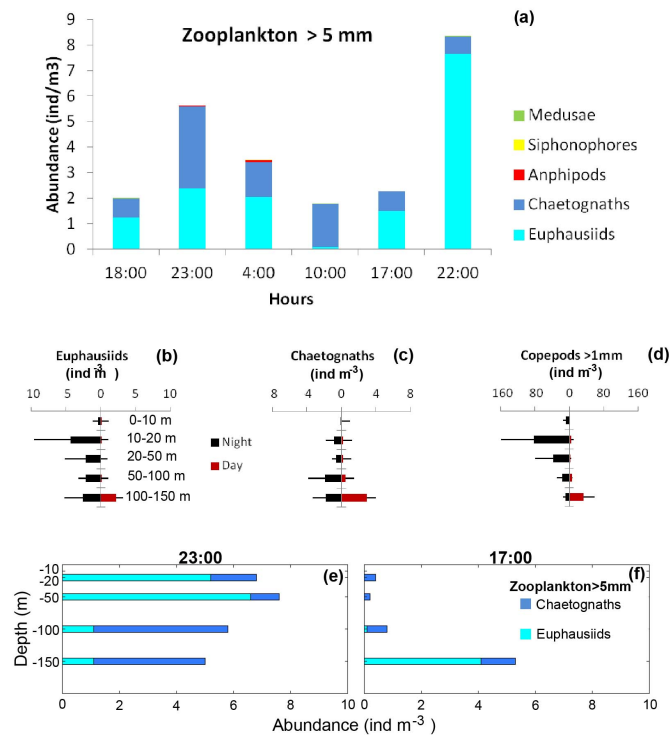 (a)
Zooplankton > 5 mm
Abundance (ind/m3)
9
8
7
6
5
4
3
2
1
0
18:00 23:00 4:00 10:00 17:00 22:00
Hours
Medusae
Siphonophores
Anphipods
Chaetognaths
Euphausiids
Euphausiids (b)
(ind m-3)
10 5 0 5 10
Chaetognaths (c)
(ind m-3)
8 4 0 4 8
Copepods >1mm (d)
(ind m-3)
160 80 0 80 160
0-10 m
10-20 m
20-50 m
50-100 m
100-150 m
Night
Day
23:00
(e)
Depth (m)
-10
-20
-50
-100
-150
0 2 4 6 8 10
17:00
(f)
Zooplankton>5mm
Chaetognaths
Euphausiids
0 2 4 6 8 10
Abundance (ind m-3)